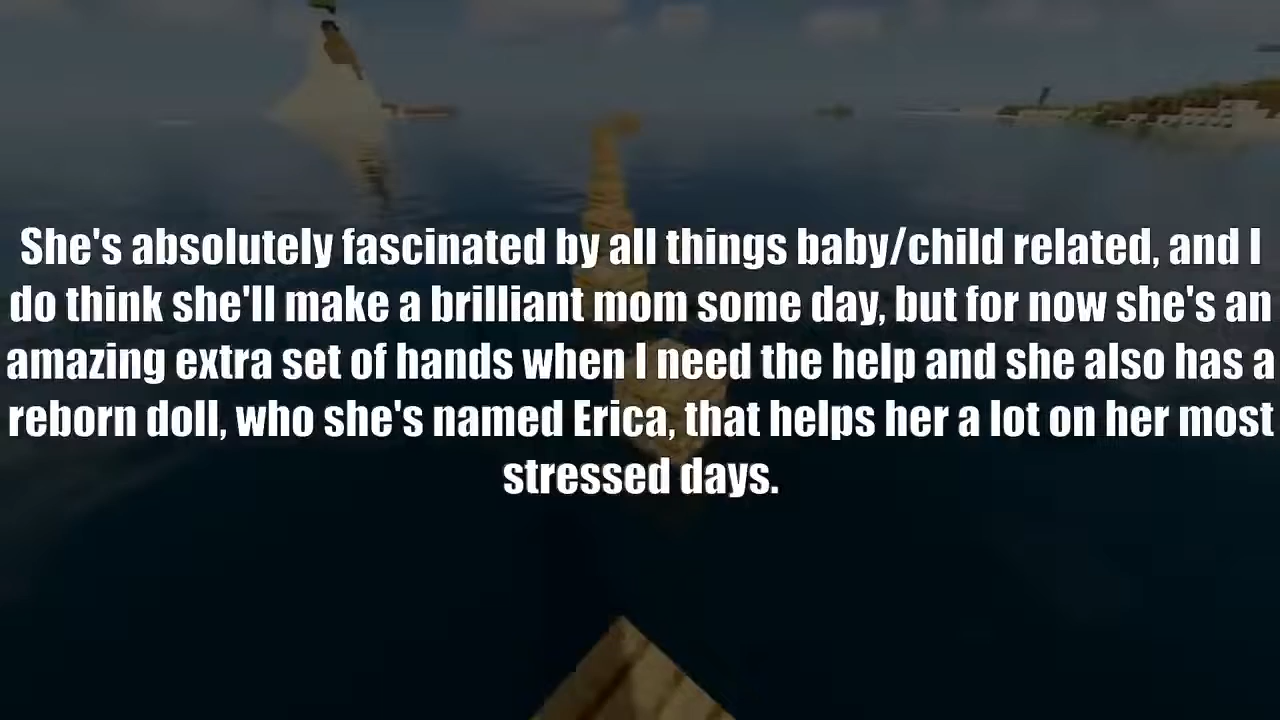 She's absolutely fascinated by all things baby/child related, and I
do think she'll make a brilliant mom some day, but for now she's an
amazing extra set of hands when I need the help and she also has a
reborn doll, who she's named Erica, that helps her a lot on her most
stressed days.